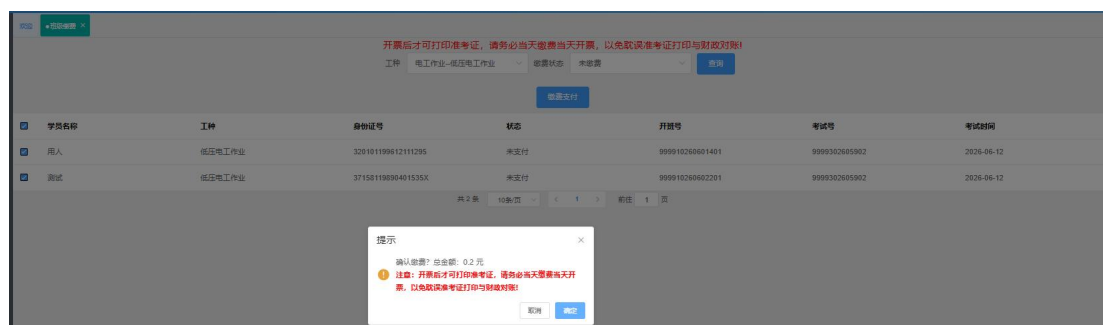 低压缴费 ×
开票后才可打印准考证，请务必当天缴费当天开票，以免耽误准考证打印与财政对账!
工种 电工作业--低压电工作业 缴费状态 未缴费 查询
缴费支付
学员名称 工种 身份证号 状态 开班号 考试号 考试时间
用人 低压电工作业 320101199612111295 未支付 999910260601401 9999302605902 2026-06-12
测试 低压电工作业 37158119890401535X 未支付 999910260602201 9999302605902 2026-06-12
共 2 条 10条/页 < 1 > 前往 1 页
提示 ×
确认缴费？总金额：0.2 元
注意：开票后才可打印准考证，请务必当天缴费当天开
票，以免耽误准考证打印与财政对账!
取消 确定